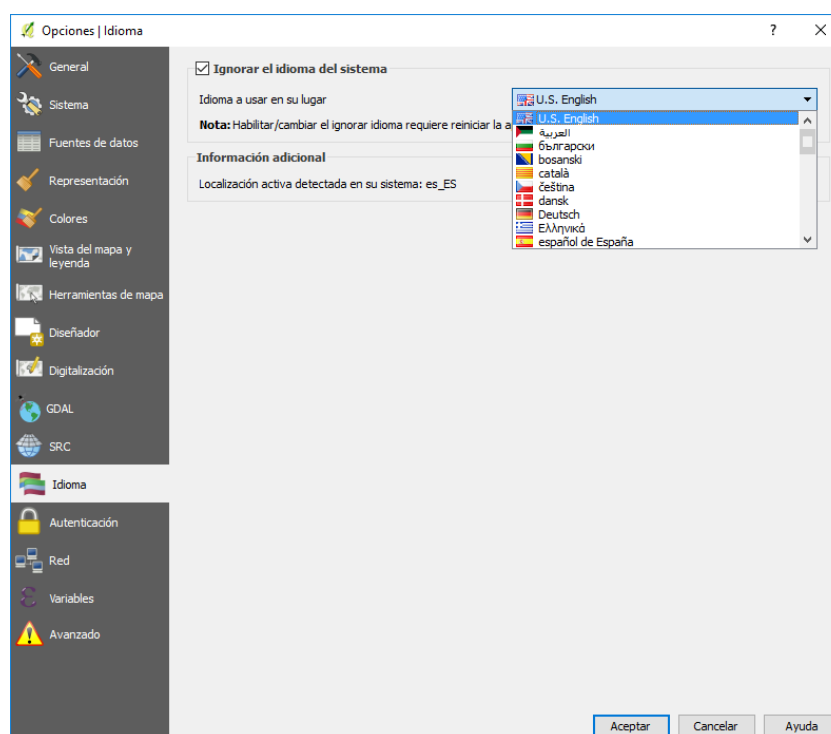 Opciones | Idioma
?
General
Sistema
Fuentes de datos
Representación
Colores
Vista del mapa y
leyenda
Herramientas de mapa
Diseñador
Digitalización
GDAL
SRC
Idioma
Autenticación
Red
Variables
Avanzado
Ignorar el idioma del sistema
Idioma a usar en su lugar
U.S. English
Nota: Habilitar/cambiar el ignorar idioma requiere reiniciar la a
U.S. English
العربية
български
bosanski
català
čeština
dansk
Deutsch
Ελληνικά
español de España
Información adicional
Localización activa detectada en su sistema: es_ES
Aceptar
Cancelar
Ayuda